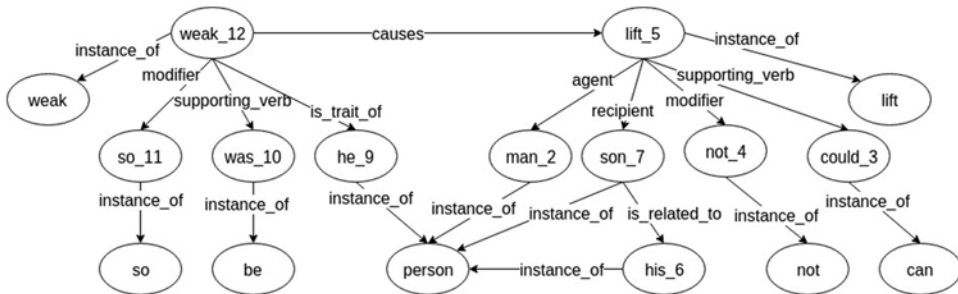 weak_12 causes lift_5
instance_of instance_of
modifier agent supporting_verb
supporting_verb recipient modifier
is_trait_of
weak lift
so_11 was_10 he_9 man_2 son_7 not_4 could_3
instance_of instance_of instance_of instance_of instance_of is_related_to instance_of instance_of
so be person instance_of his_6 not can